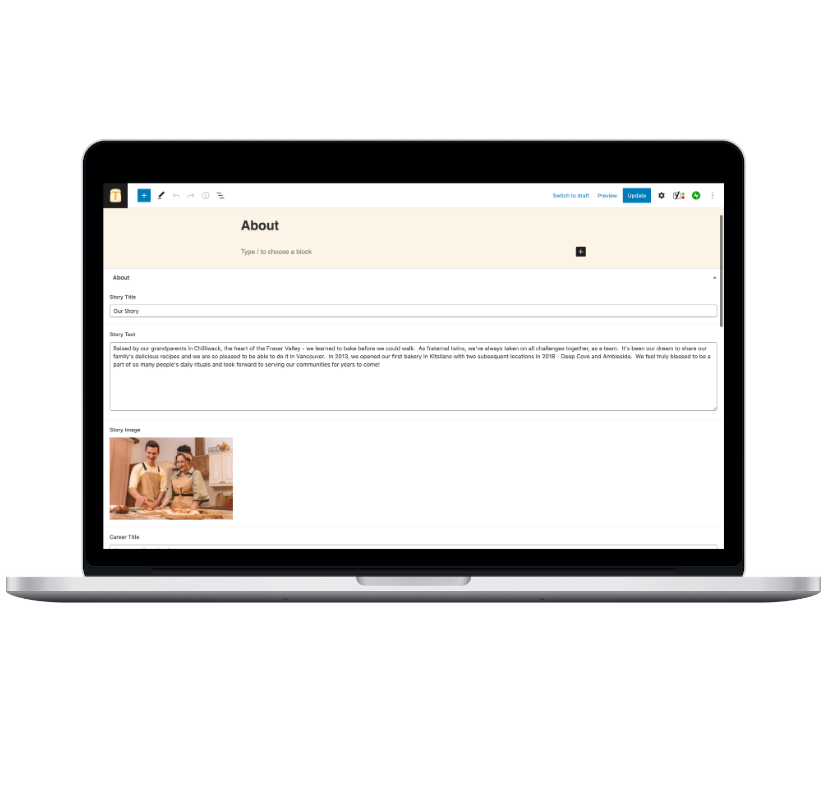 T
Switch to draft Preview Update
About
Type / to choose a block
About
Story Title
Our Story
Story Text
Raised by our grandparents in Chilliwack, the heart of the Fraser Valley - we learned to bake before we could walk. As fraternal twins, we've always taken on all challenges together, as a team. It's been our dream to share our
family's delicious recipes and we are so pleased to be able to do it in Vancouver. In 2013, we opened our first bakery in Kitsilano with two subsequent locations in 2018 - Deep Cove and Ambleside. We feel truly blessed to be a
part of so many people's daily rituals and look forward to serving our communities for years to come!
Story Image
Career Title